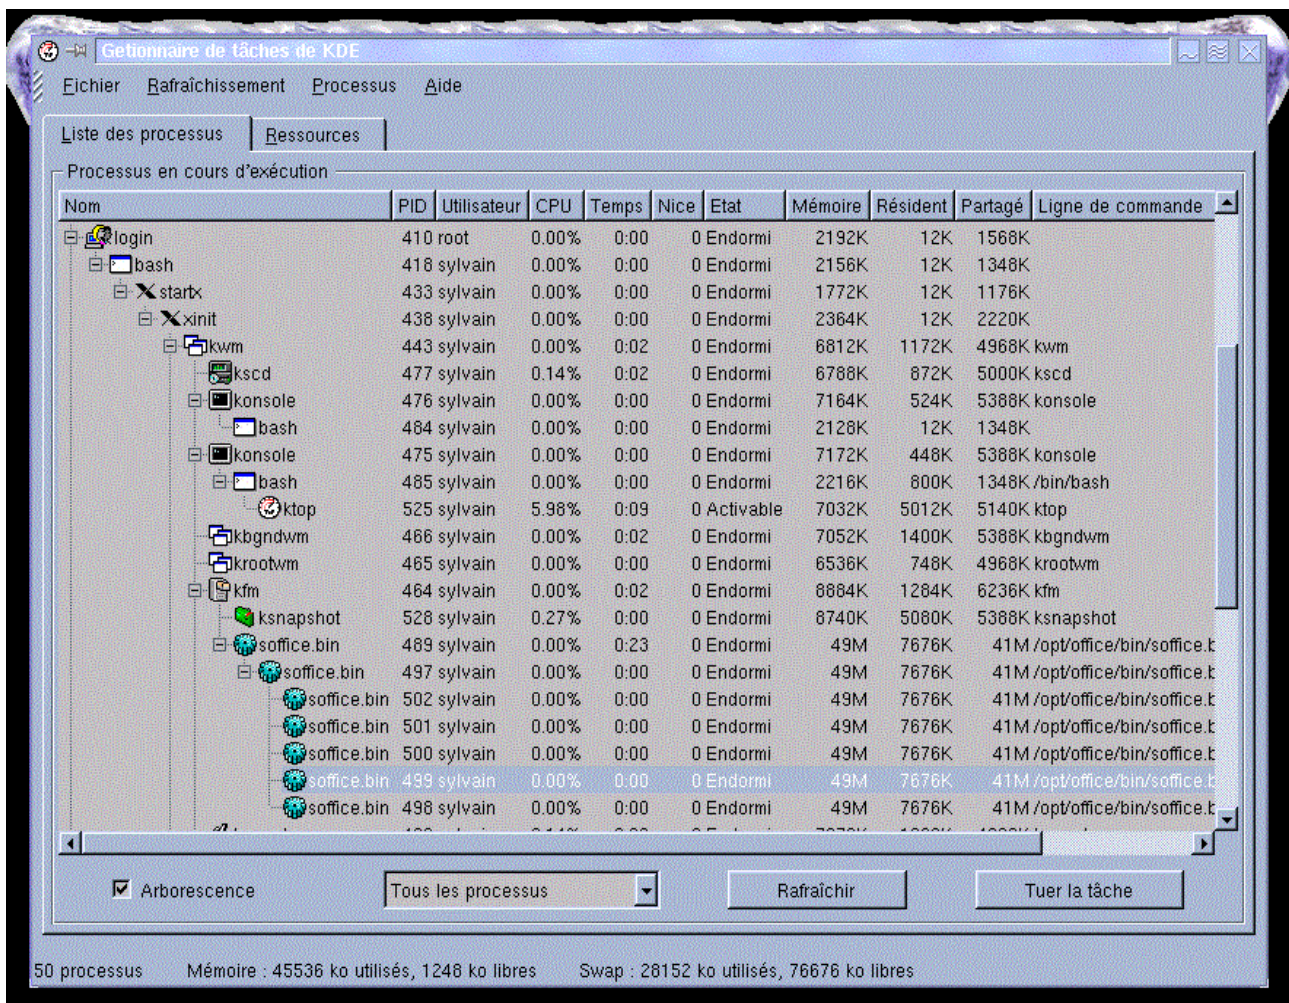 Getionnaire de tâches de KDE
Fichier Rafraîchissement Processus Aide
Liste des processus Ressources
Processus en cours d'exécution
Nom PID Utilisateur CPU Temps Nice Etat Mémoire Résident Partagé Ligne de commande
login 410 root 0.00% 0:00 0 Endormi 2192K 12K 1568K
bash 418 sylvain 0.00% 0:00 0 Endormi 2156K 12K 1348K
startx 433 sylvain 0.00% 0:00 0 Endormi 1772K 12K 1176K
xinit 438 sylvain 0.00% 0:00 0 Endormi 2364K 12K 2220K
kwm 443 sylvain 0.00% 0:02 0 Endormi 6812K 1172K 4968K kwm
kscd 477 sylvain 0.14% 0:02 0 Endormi 6788K 872K 5000K kscd
konsole 476 sylvain 0.00% 0:00 0 Endormi 7164K 524K 5388K konsole
bash 484 sylvain 0.00% 0:00 0 Endormi 2128K 12K 1348K
konsole 475 sylvain 0.00% 0:00 0 Endormi 7172K 448K 5388K konsole
bash 485 sylvain 0.00% 0:00 0 Endormi 2216K 800K 1348K /bin/bash
ktop 525 sylvain 5.98% 0:09 0 Activable 7032K 5012K 5140K ktop
kbgndwm 466 sylvain 0.00% 0:02 0 Endormi 7052K 1400K 5388K kbgndwm
krootwm 465 sylvain 0.00% 0:00 0 Endormi 6536K 748K 4968K krootwm
kfm 464 sylvain 0.00% 0:02 0 Endormi 8884K 1284K 6236K kfm
ksnapshot 528 sylvain 0.27% 0:00 0 Endormi 8740K 5080K 5388K ksnapshot
soffice.bin 489 sylvain 0.00% 0:23 0 Endormi 49M 7676K 41M /opt/office/bin/soffice.b
soffice.bin 497 sylvain 0.00% 0:00 0 Endormi 49M 7676K 41M /opt/office/bin/soffice.b
soffice.bin 502 sylvain 0.00% 0:00 0 Endormi 49M 7676K 41M /opt/office/bin/soffice.b
soffice.bin 501 sylvain 0.00% 0:00 0 Endormi 49M 7676K 41M /opt/office/bin/soffice.b
soffice.bin 500 sylvain 0.00% 0:00 0 Endormi 49M 7676K 41M /opt/office/bin/soffice.b
soffice.bin 499 sylvain 0.00% 0:00 0 Endormi 49M 7676K 41M /opt/office/bin/soffice.b
soffice.bin 498 sylvain 0.00% 0:00 0 Endormi 49M 7676K 41M /opt/office/bin/soffice.b
Arborescence Tous les processus Rafraîchir Tuer la tâche
50 processus Mémoire : 45536 ko utilisés, 1248 ko libres Swap : 28152 ko utilisés, 76676 ko libres